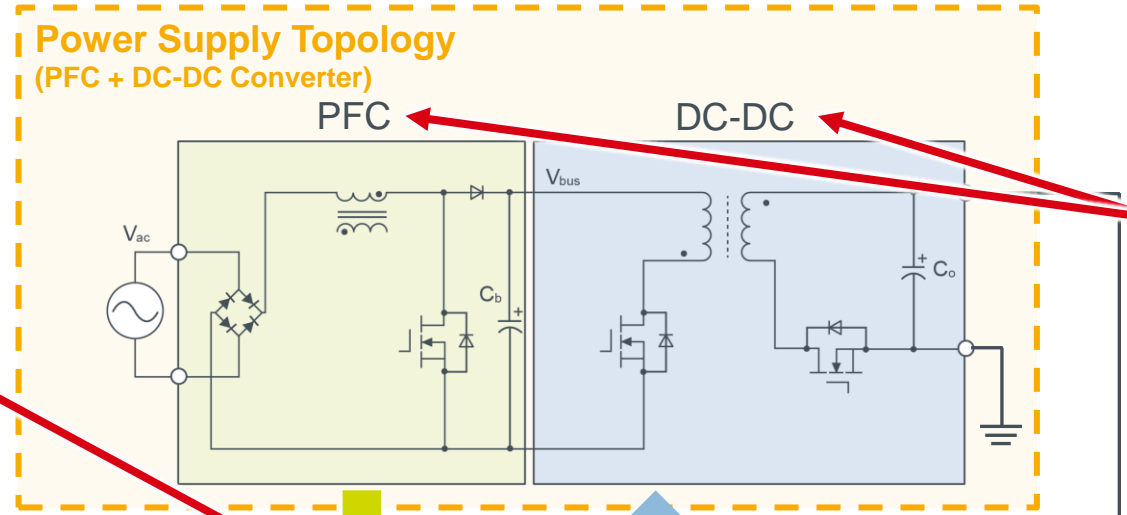 Power Supply Topology
(PFC + DC-DC Converter)
PFC
DC-DC
Vbus
Vac
Cb
+
+
Co